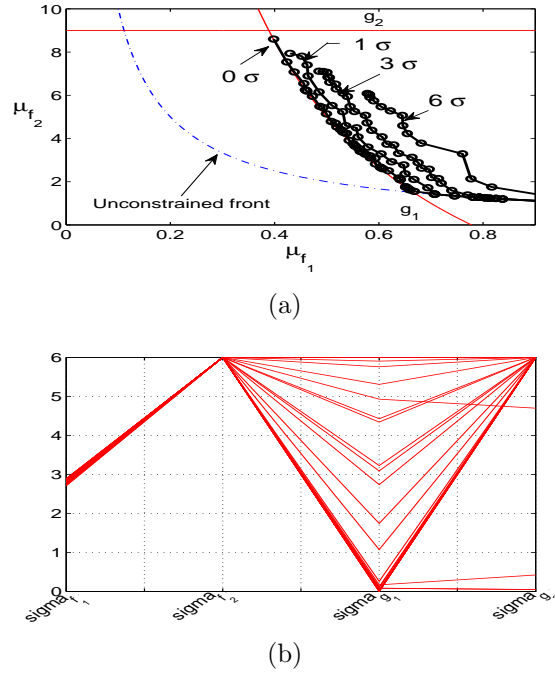 10
8
6
4
2
0
μf2
g2
1 σ
3 σ
0 σ
6 σ
Unconstrained front
g1
0 0.2 0.4 0.6 0.8
μf1
(a)
6
5
4
3
2
1
0
sigmaf1 sigmaf2 sigmag1
(b)